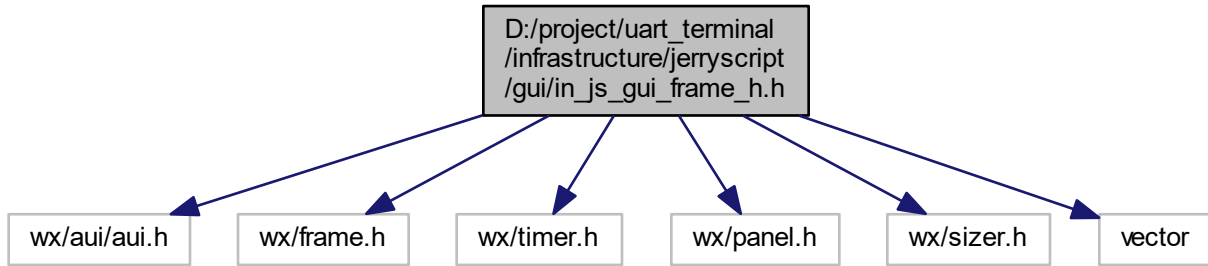 D:/project/uart_terminal
/infrastructure/jerryscript
/gui/in_js_gui_frame_h.h
wx/aui/aui.h
wx/frame.h
wx/timer.h
wx/panel.h
wx/sizer.h
vector